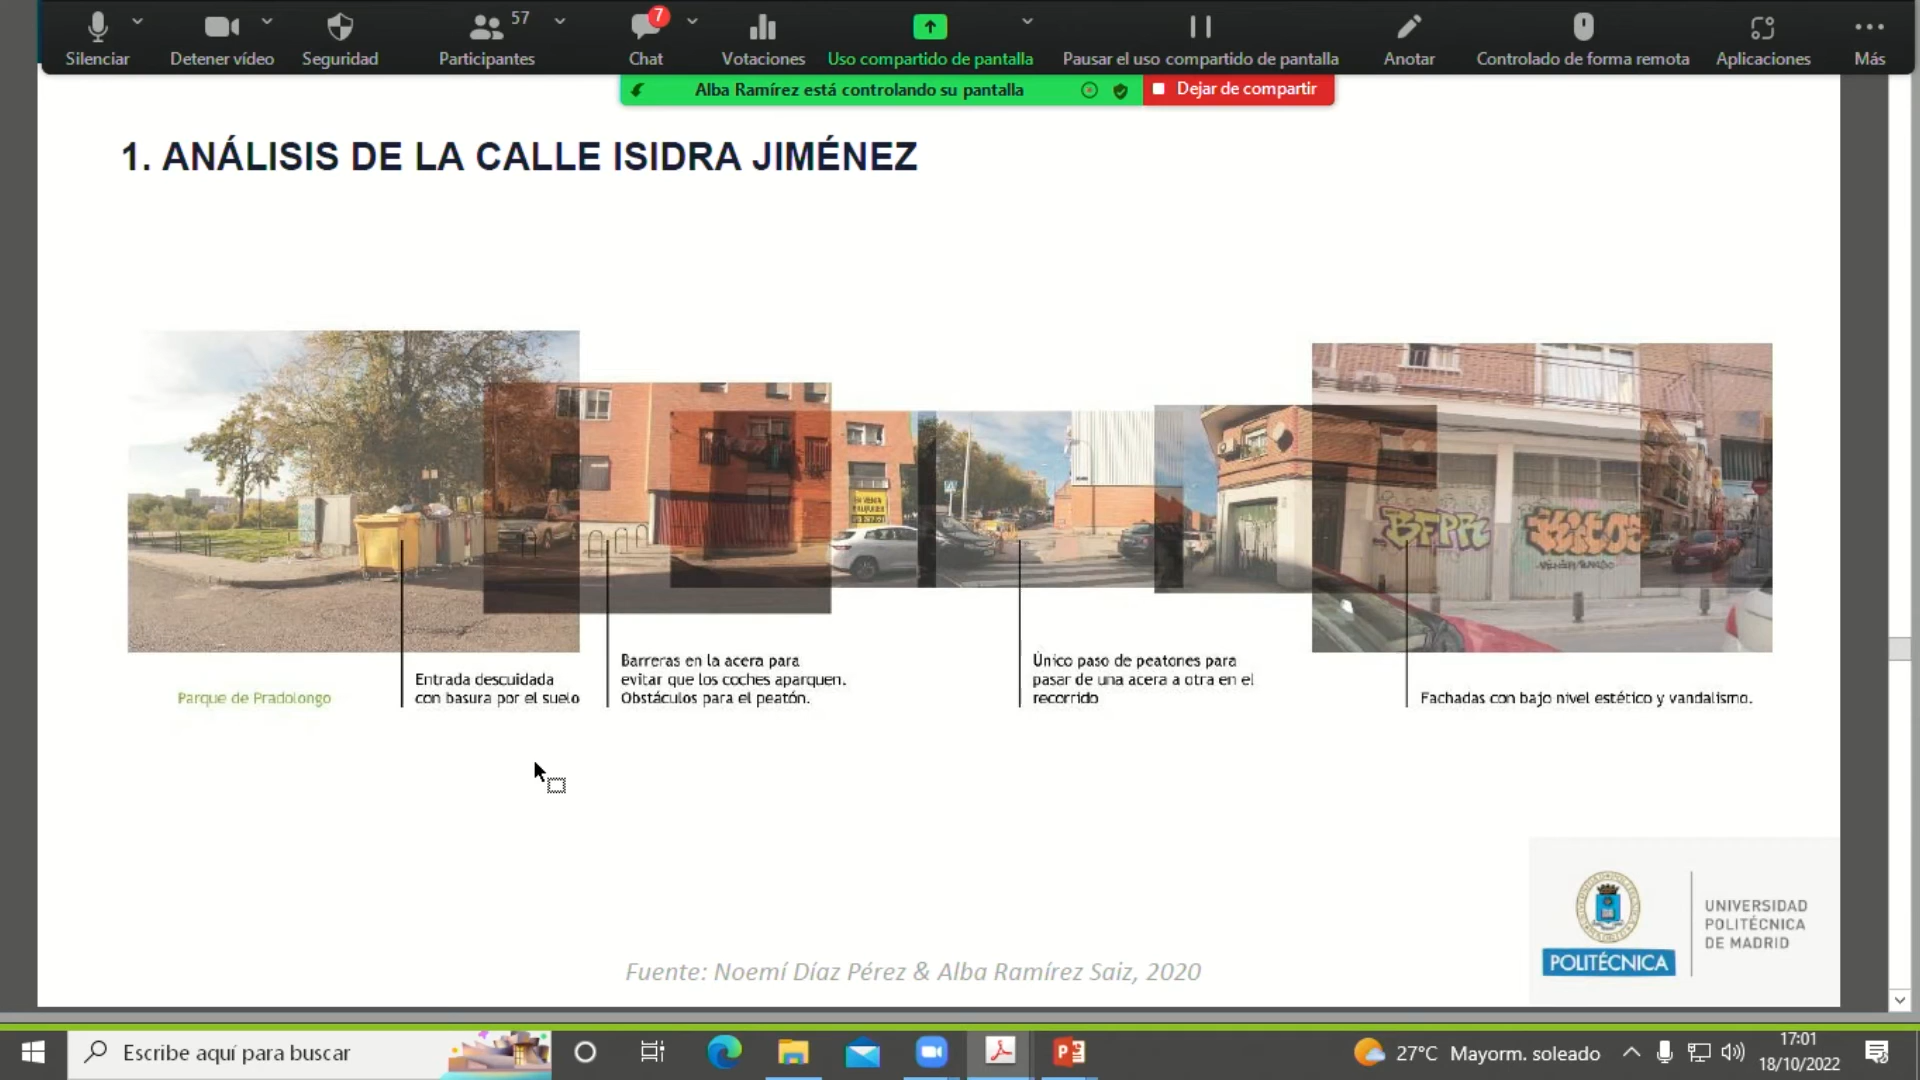 Silenciar
Detener vídeo
Seguridad
Participantes
57
Chat
7
Votaciones
Uso compartido de pantalla
Pausar el uso compartido de pantalla
Anotar
Controlado de forma remota
Aplicaciones
Más
Alba Ramírez está controlando su pantalla
Dejar de compartir
1. ANÁLISIS DE LA CALLE ISIDRA JIMÉNEZ
BFPR
Parque de Pradolongo
Entrada descuidada
con basura por el suelo
Barreras en la acera para
evitar que los coches aparquen.
Obstáculos para el peatón.
Único paso de peatones para
pasar de una acera a otra en el
recorrido
Fachadas con bajo nivel estético y vandalismo.
POLITÉCNICA
UNIVERSIDAD
POLITÉCNICA
DE MADRID
Fuente: Noemí Díaz Pérez & Alba Ramírez Saiz, 2020
Escribe aquí para buscar
27°C Mayorm. soleado
17:01
18/10/2022